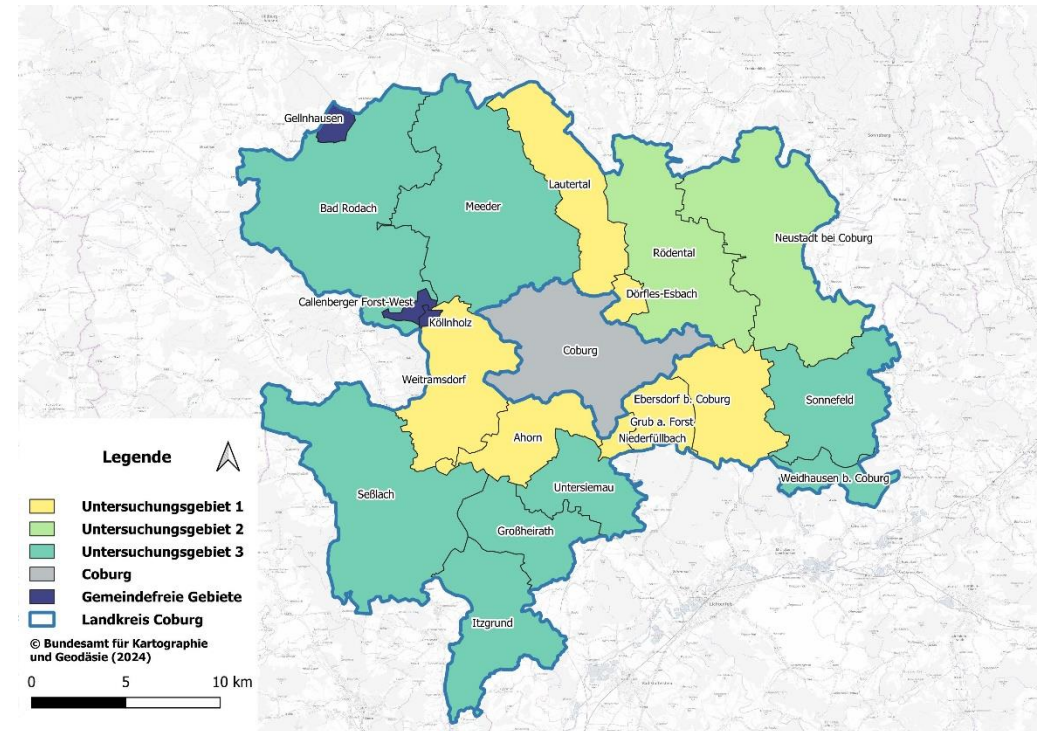 Gellnhausen
Lautertal
Bad Rodach
Meeder
Neustadt bei Coburg
Rödental
Dörfles-Esbach
Callenberger Forst-West
Köllnholz
Coburg
Weitramsdorf
Ebersdorf b. Coburg
Sonnefeld
Grub a. Forst
Ahorn
Niederfüllbach
Weidhausen b. Coburg
Untersiemau
Seßlach
Großheirath
Itzgrund
Legende
Untersuchungsgebiet 1
Untersuchungsgebiet 2
Untersuchungsgebiet 3
Coburg
Gemeindefreie Gebiete
Landkreis Coburg
© Bundesamt für Kartographie
und Geodäsie (2024)
0 5 10 km